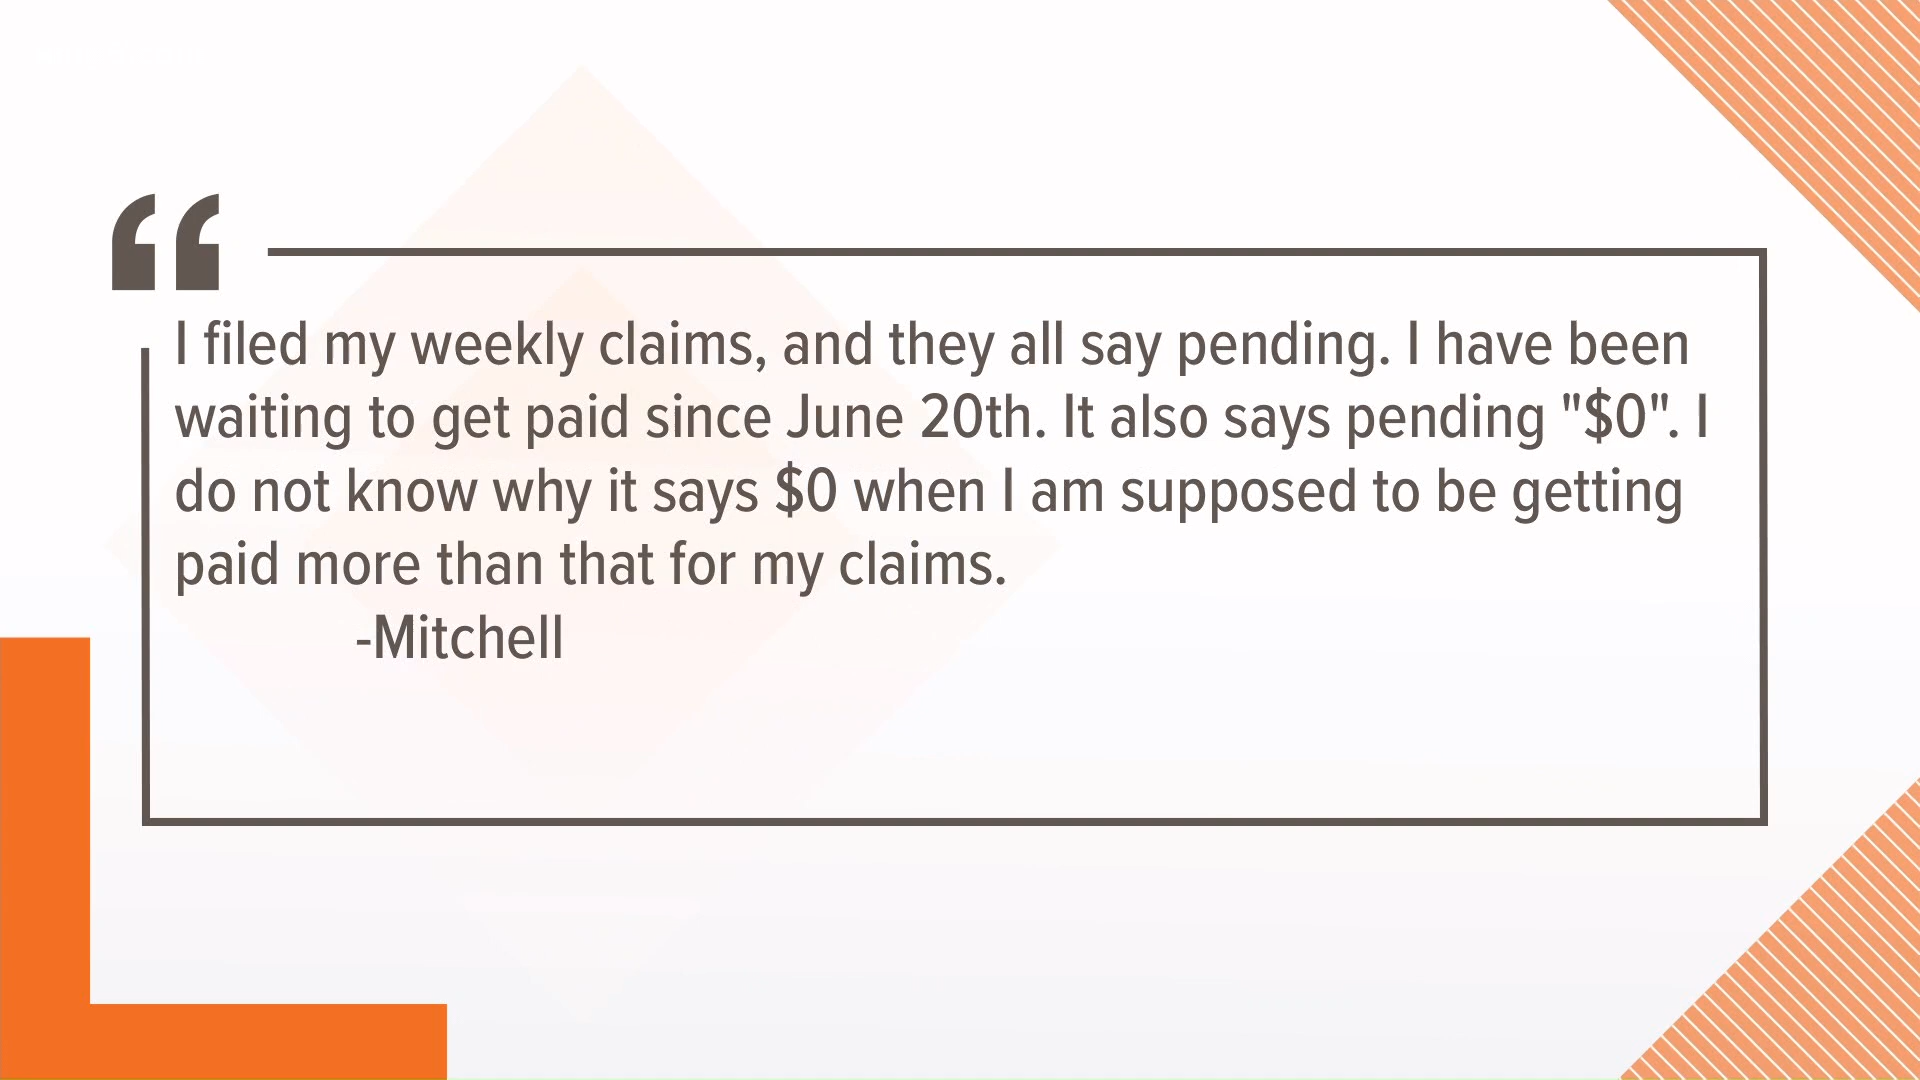 “
I filed my weekly claims, and they all say pending. I have been
waiting to get paid since June 20th. It also says pending "$0". I
do not know why it says $0 when I am supposed to be getting
paid more than that for my claims.
-Mitchell